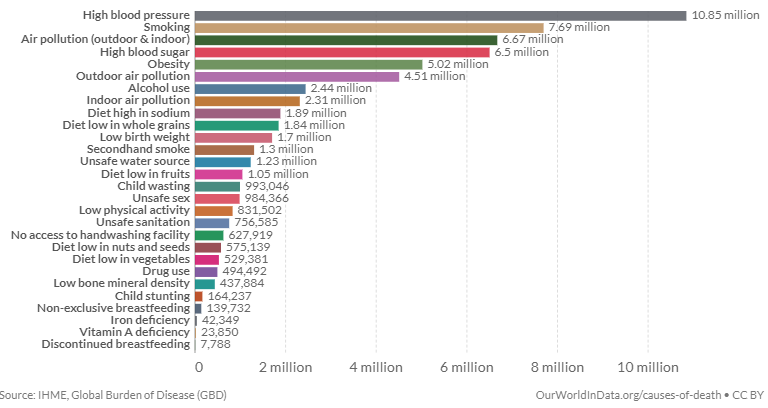 High blood pressure 10.85 million
Smoking 7.69 million
Air pollution (outdoor & indoor) 6.67 million
High blood sugar 6.5 million
Obesity 5.02 million
Outdoor air pollution 4.51 million
Alcohol use 2.44 million
Indoor air pollution 2.31 million
Diet high in sodium 1.89 million
Diet low in whole grains 1.84 million
Low birth weight 1.7 million
Secondhand smoke 1.3 million
Unsafe water source 1.23 million
Diet low in fruits 1.05 million
Child wasting 993,046
Unsafe sex 984,366
Low physical activity 831,502
Unsafe sanitation 756,585
No access to handwashing facility 627,919
Diet low in nuts and seeds 575,139
Diet low in vegetables 529,381
Drug use 494,492
Low bone mineral density 437,884
Child stunting 164,237
Non-exclusive breastfeeding 139,732
Iron deficiency 42,349
Vitamin A deficiency 23,850
Discontinued breastfeeding 7,788
0 2 million 4 million 6 million 8 million 10 million
Source: IHME, Global Burden of Disease (GBD) OurWorldInData.org/causes-of-death • CC BY